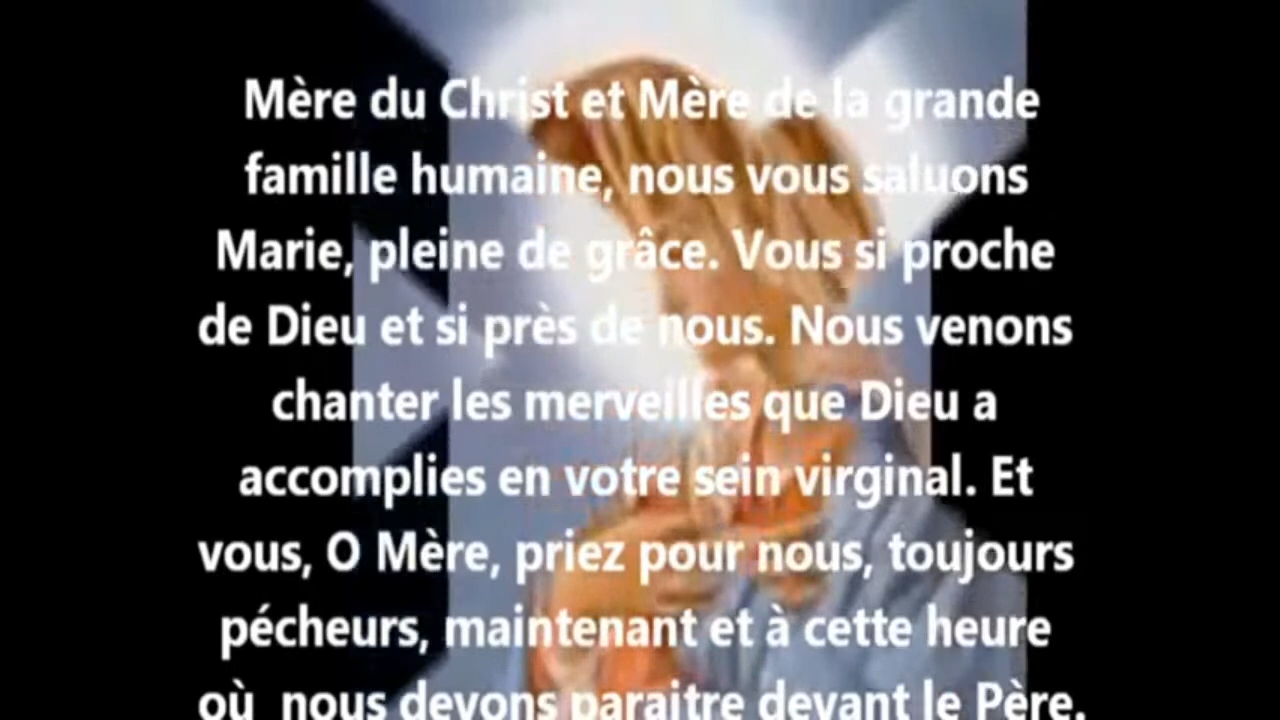 Mère du Christ et Mère de la grande
famille humaine, nous vous saluons
Marie, pleine de grâce. Vous si proche
de Dieu et si près de nous. Nous venons
chanter les merveilles que Dieu a
accomplies en votre sein virginal. Et
vous, O Mère, priez pour nous, toujours
pécheurs, maintenant et à cette heure
où  nous devons paraitre devant le Père.